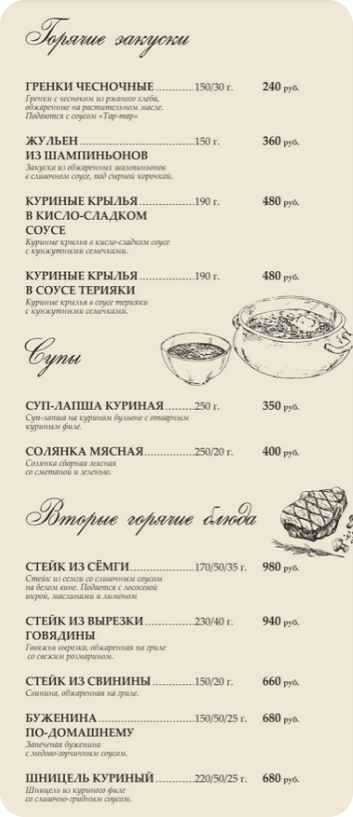 Горячие закуски
ГРЕНКИ ЧЕСНОЧНЫЕ ..............150/30 г. 240 руб.
Гренки с чесноком из ржаного хлеба,
обжаренные на растительном масле.
Подаются с соусом «Тар-тар»
ЖУЛЬЕН ..............150 г. 360 руб.
ИЗ ШАМПИНЬОНОВ
Закуска из обжаренных шампиньонов
в сливочном соусе, под сырной корочкой.
КУРИНЫЕ КРЫЛЬЯ ..............190 г. 480 руб.
В КИСЛО-СЛАДКОМ
СОУСЕ
Куриные крылья в кисло-сладком соусе
с кунжутными семечками.
КУРИНЫЕ КРЫЛЬЯ ..............190 г. 480 руб.
В СОУСЕ ТЕРИЯКИ
Куриные крылья в соусе терияки
с кунжутными семечками.
Супы
СУП-ЛАПША КУРИНАЯ ..........250 г. 350 руб.
Суп-лапша на курином бульоне с отварным
куриным филе.
СОЛЯНКА МЯСНАЯ ..............250/20 г. 400 руб.
Солянка сборная мясная
со сметаной и зеленью.
Вторые горячие блюда
СТЕЙК ИЗ СЁМГИ ..............170/50/35 г. 980 руб.
Стейк из семги со сливочным соусом
на белом вине. Подается с лососевой
икрой, маслинами и лимоном
СТЕЙК ИЗ ВЫРЕЗКИ ..............230/40 г. 940 руб.
ГОВЯДИНЫ
Говяжья вырезка, обжаренная на гриле
со свежим розмарином.
СТЕЙК ИЗ СВИНИНЫ ..............150/20 г. 660 руб.
Свинина, обжаренная на гриле.
БУЖЕНИНА ..............150/50/25 г. 680 руб.
ПО-ДОМАШНЕМУ
Запеченая буженина
с медово-горчичным соусом.
ШНИЦЕЛЬ КУРИНЫЙ ..............220/50/25 г. 680 руб.
Шницель из куриного филе
со сливочно-грибным соусом.